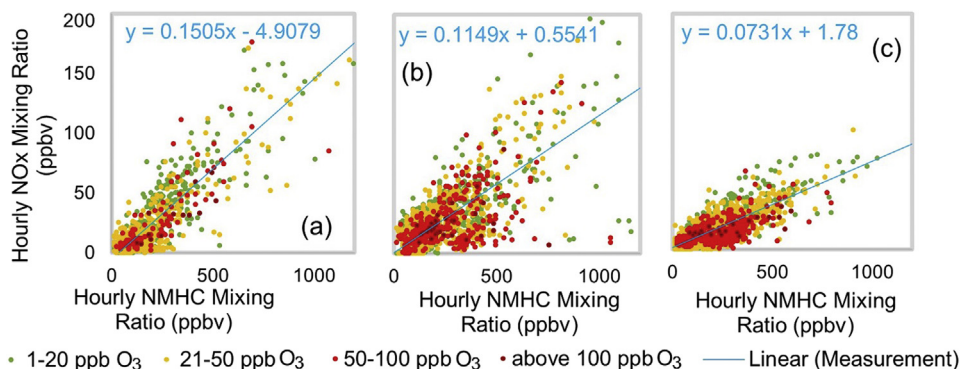 Hourly NOx Mixing Ratio
(ppbv)
200
150
100
50
0
y = 0.1505x - 4.9079
(a)
0
500
1000
Hourly NMHC Mixing
Ratio (ppbv)
y = 0.1149x + 0.5541
(b)
0
500
1000
Hourly NMHC Mixing
Ratio (ppbv)
y = 0.0731x + 1.78
(c)
0
500
1000
Hourly NMHC Mixing
Ratio (ppbv)
1-20 ppb O3 21-50 ppb O3 50-100 ppb O3 above 100 ppb O3 Linear (Measurement)